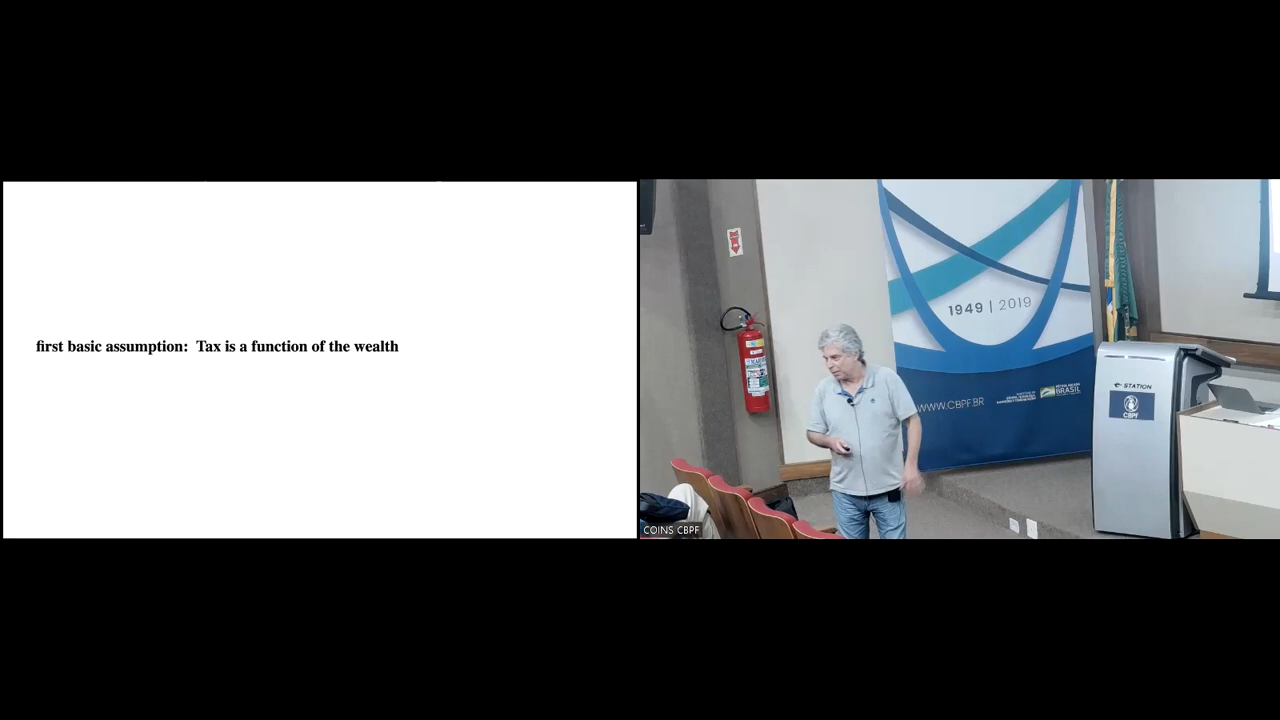 first basic assumption: Tax is a function of the wealth
1949 | 2019
WWW.CBPF.BR
BRASIL
STATION
CBPF
COINS CBPF